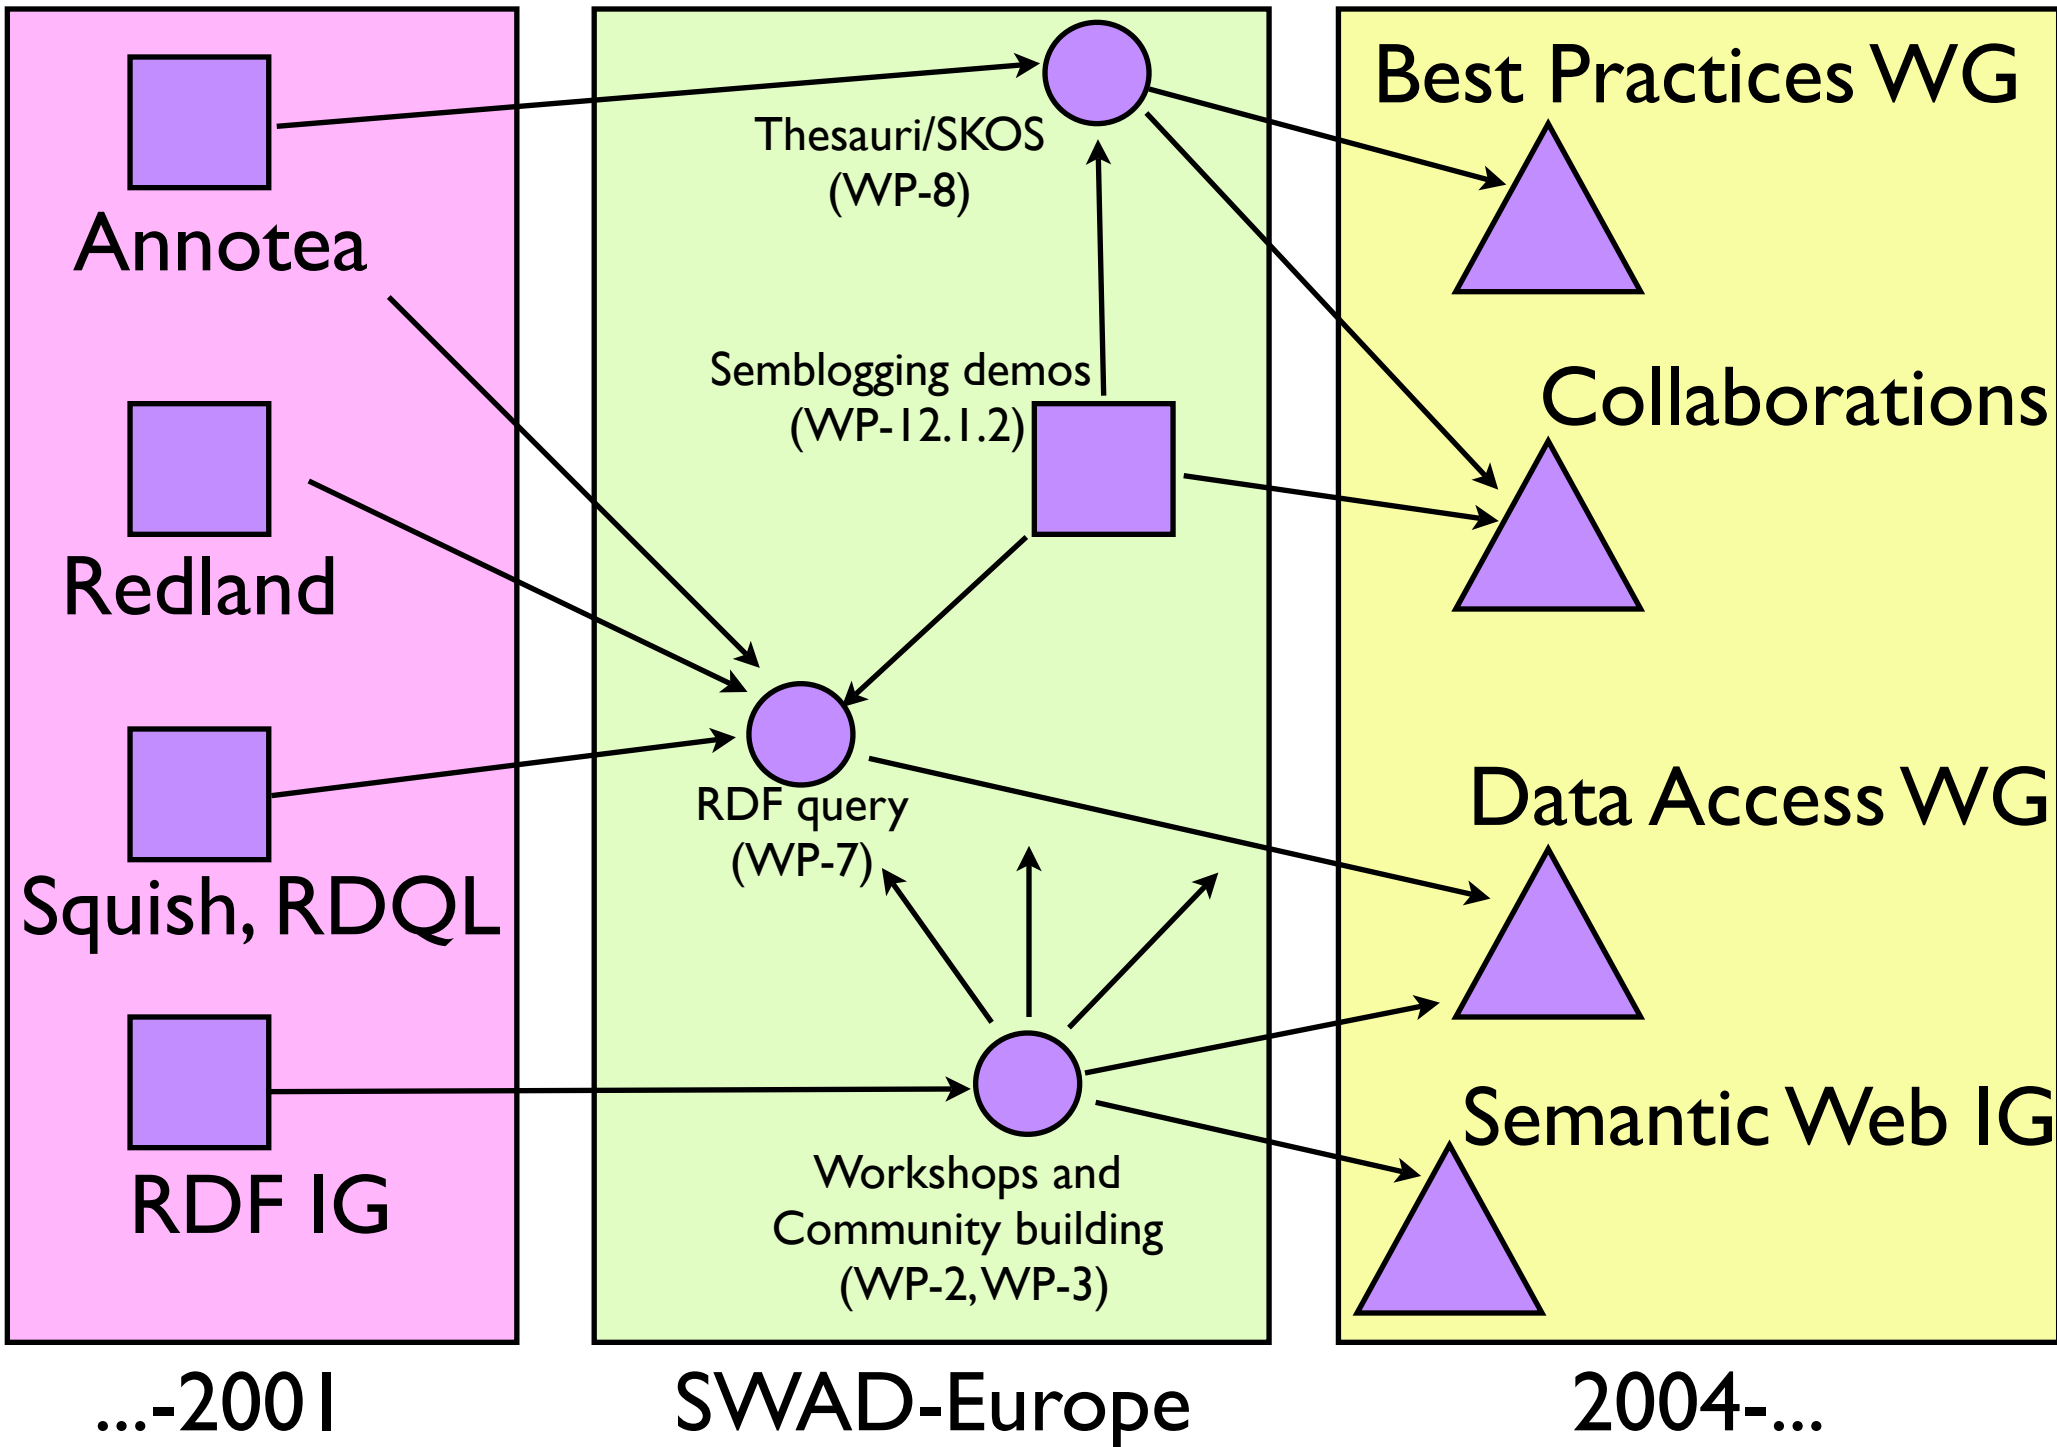 Annotea
Redland
Squish, RDQL
RDF IG
...-2001
Thesauri/SKOS
(WP-8)
Semblogging demos
(WP-12.1.2)
RDF query
(WP-7)
Workshops and
Community building
(WP-2, WP-3)
SWAD-Europe
Best Practices WG
Collaborations
Data Access WG
Semantic Web IG
2004-...